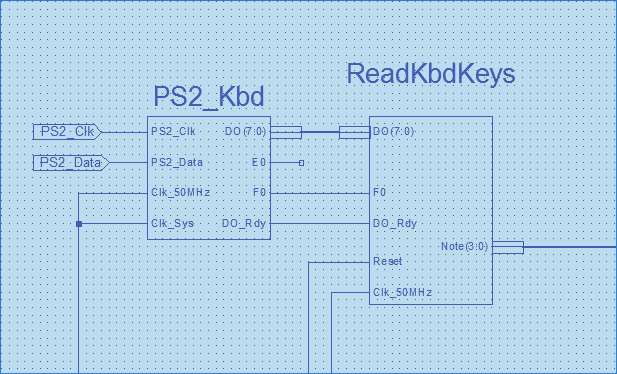 ReadKbdKeys
PS2_Kbd
PS2_Clk
PS2_Clk
DO(7:0)
DO(7:0)
PS2_Data
PS2_Data
E0
Clk_50MHz
F0
F0
Clk_Sys
DO_Rdy
DO_Rdy
Note(3:0)
Reset
Clk_50MHz